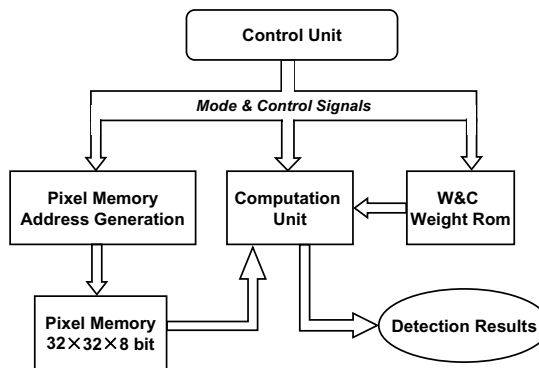 Control Unit
Mode & Control Signals
Pixel Memory
Address Generation
Computation
Unit
W&C
Weight Rom
Pixel Memory
32×32×8 bit
Detection Results